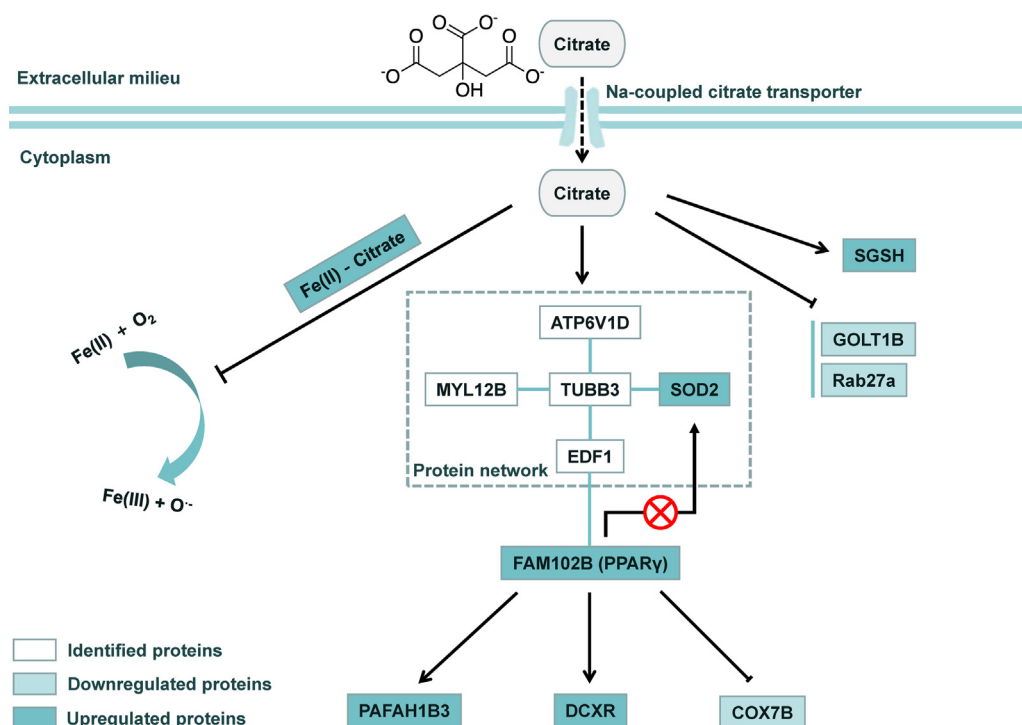 O
O-
O
O
-O
O-
OH
Citrate
Extracellular milieu
Na-coupled citrate transporter
Cytoplasm
Citrate
Fe(II) - Citrate
SGSH
GOLT1B
Rab27a
Fe(II) + O2
Fe(III) + O·-
ATP6V1D
MYL12B
TUBB3
SOD2
EDF1
Protein network
FAM102B (PPARγ)
Identified proteins
Downregulated proteins
Upregulated proteins
PAFAH1B3
DCXR
COX7B